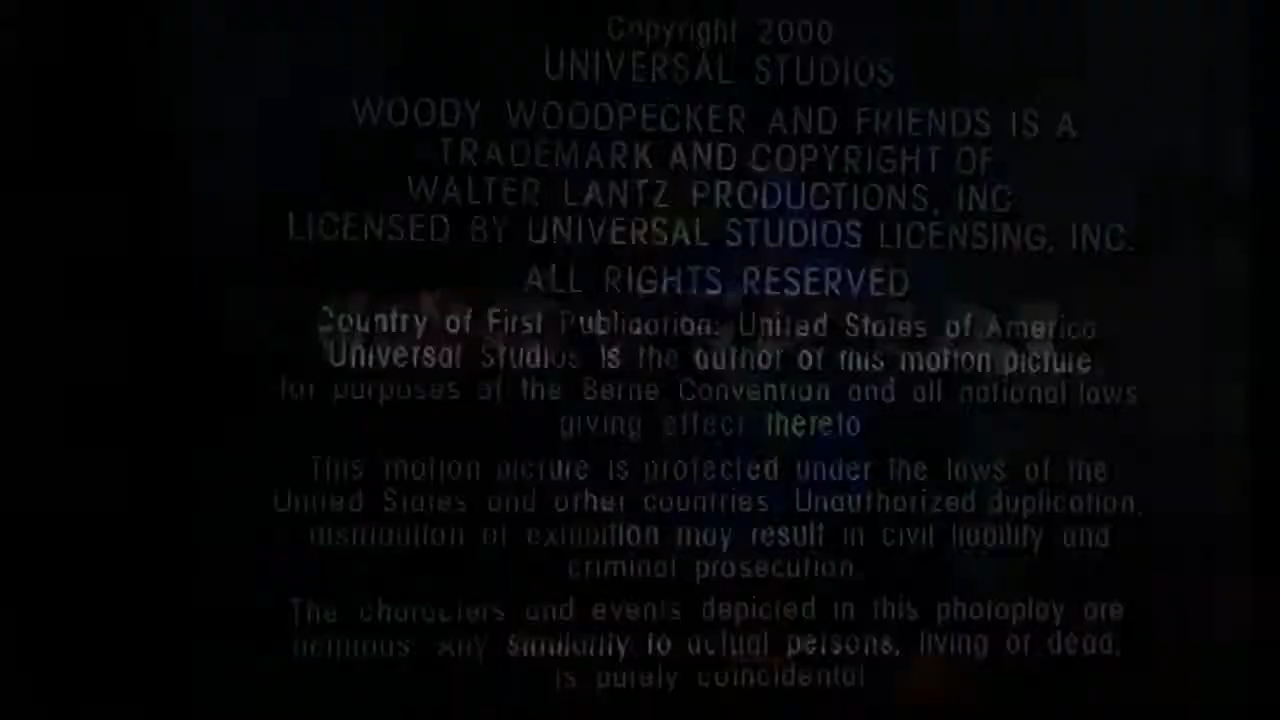 Copyright 2000
UNIVERSAL STUDIOS
WOODY WOODPECKER AND FRIENDS IS A
TRADEMARK AND COPYRIGHT OF
WALTER LANTZ PRODUCTIONS, INC.
LICENSED BY UNIVERSAL STUDIOS LICENSING, INC.
ALL RIGHTS RESERVED
Country of First Publication: United States of America
Universal Studios is the author of this motion picture
for purposes of the Berne Convention and all national laws
giving effect thereto
This motion picture is protected under the laws of the
United States and other countries. Unauthorized duplication,
distribution or exhibition may result in civil liability and
criminal prosecution.
The characters and events depicted in this photoplay are
fictitious. Any similarity to actual persons, living or dead,
is purely coincidental